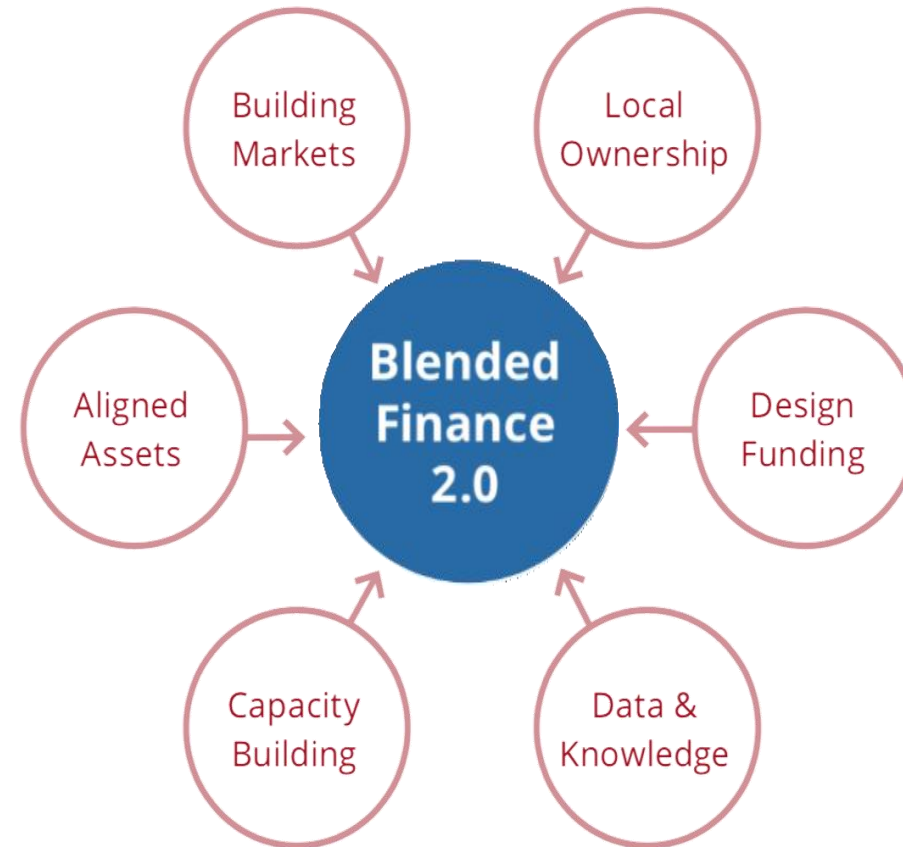 Building
Markets
Local
Ownership
Blended
Finance
2.0
Aligned
Assets
Design
Funding
Capacity
Building
Data &
Knowledge